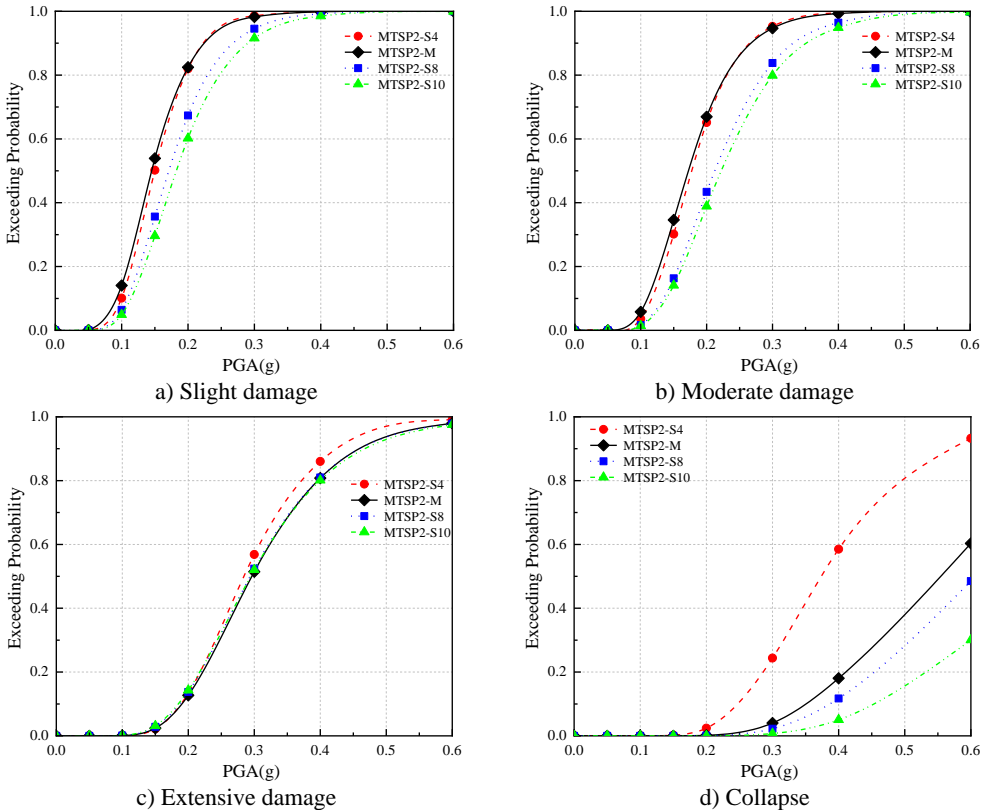 1.0
0.8
0.6
0.4
0.2
0.0
Exceeding Probability
MTSP2-S4
MTSP2-M
MTSP2-S8
MTSP2-S10
0.0 0.1 0.2 0.3 0.4 0.5 0.6
PGA(g)
a) Slight damage
1.0
0.8
0.6
0.4
0.2
0.0
Exceeding Probability
MTSP2-S4
MTSP2-M
MTSP2-S8
MTSP2-S10
0.0 0.1 0.2 0.3 0.4 0.5 0.6
PGA(g)
b) Moderate damage
1.0
0.8
0.6
0.4
0.2
0.0
Exceeding Probability
MTSP2-S4
MTSP2-M
MTSP2-S8
MTSP2-S10
0.0 0.1 0.2 0.3 0.4 0.5 0.6
PGA(g)
c) Extensive damage
1.0
0.8
0.6
0.4
0.2
0.0
Exceeding Probability
MTSP2-S4
MTSP2-M
MTSP2-S8
MTSP2-S10
0.0 0.1 0.2 0.3 0.4 0.5 0.6
PGA(g)
d) Collapse